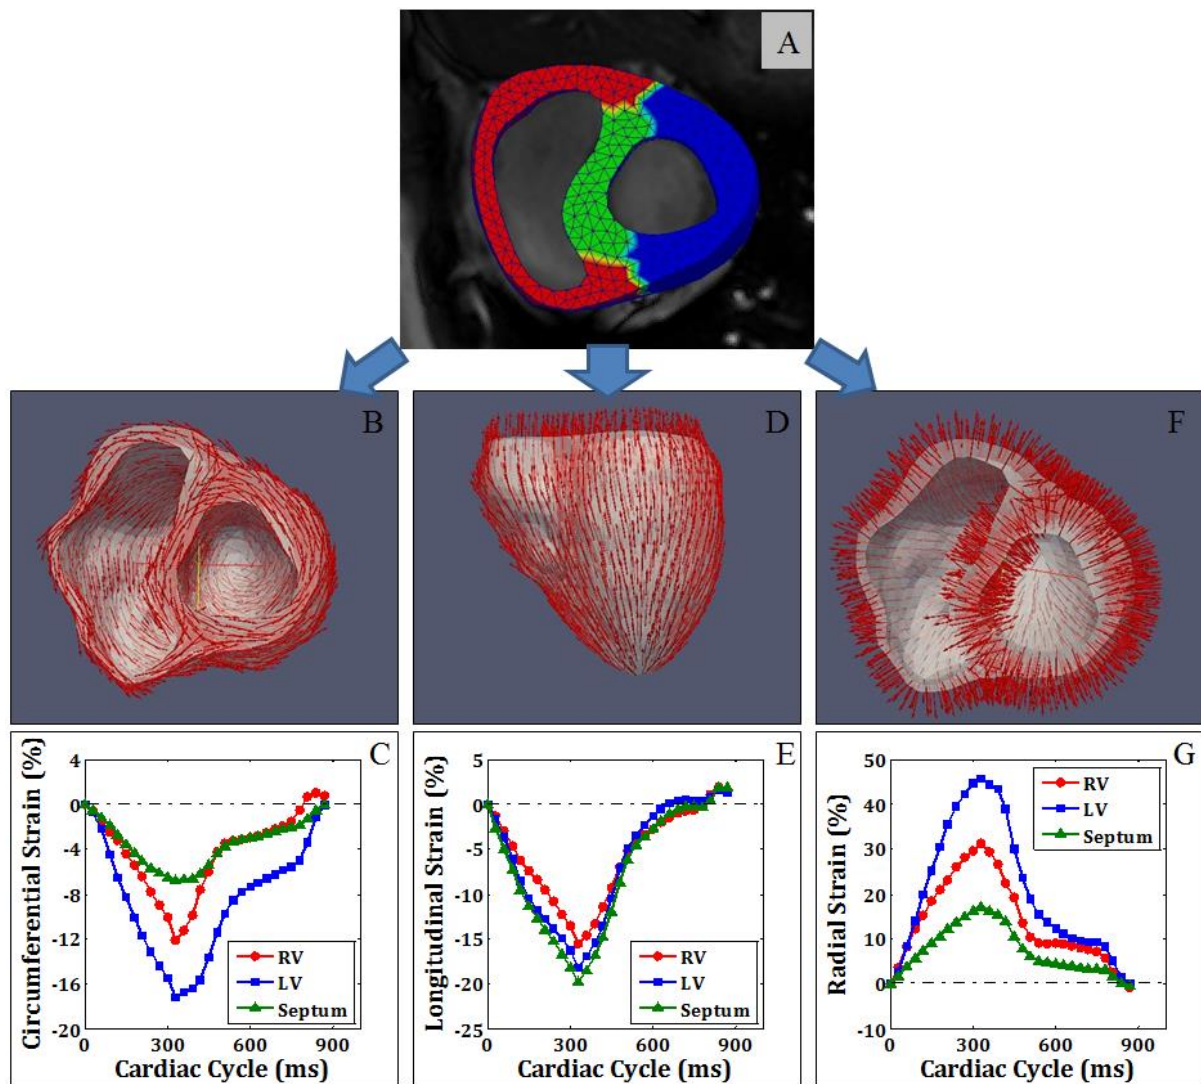 A
B
D
F
C
Circumferential Strain (%)
4
0
-4
-8
-12
-16
-20
RV
LV
Septum
0
300
600
900
Cardiac Cycle (ms)
E
Longitudinal Strain (%)
5
0
-5
-10
-15
-20
-25
RV
LV
Septum
0
300
600
900
Cardiac Cycle (ms)
G
Radial Strain (%)
50
40
30
20
10
0
-10
RV
LV
Septum
0
300
600
900
Cardiac Cycle (ms)